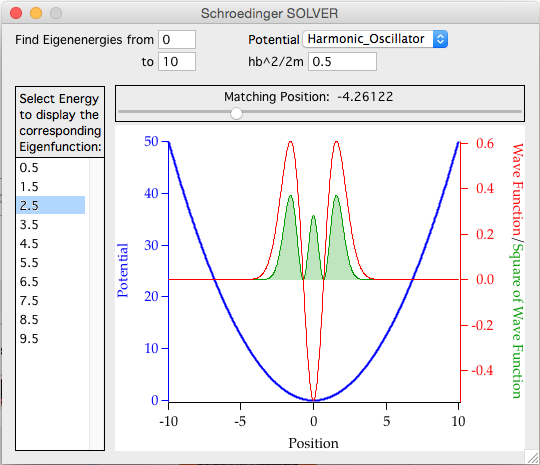 Schroedinger SOLVER
Find Eigenenergies from 0
Potential Harmonic_Oscillator
to 10
hb^2/2m 0.5
Select Energy
to display the
corresponding
Eigenfunction:
0.5
1.5
2.5
3.5
4.5
5.5
6.5
7.5
8.5
9.5
Matching Position: -4.26122
Potential
50
40
30
20
10
0
-10
-5
0
5
10
Position
0.6
0.4
0.2
0.0
-0.2
-0.4
Wave Function/Square of Wave Function